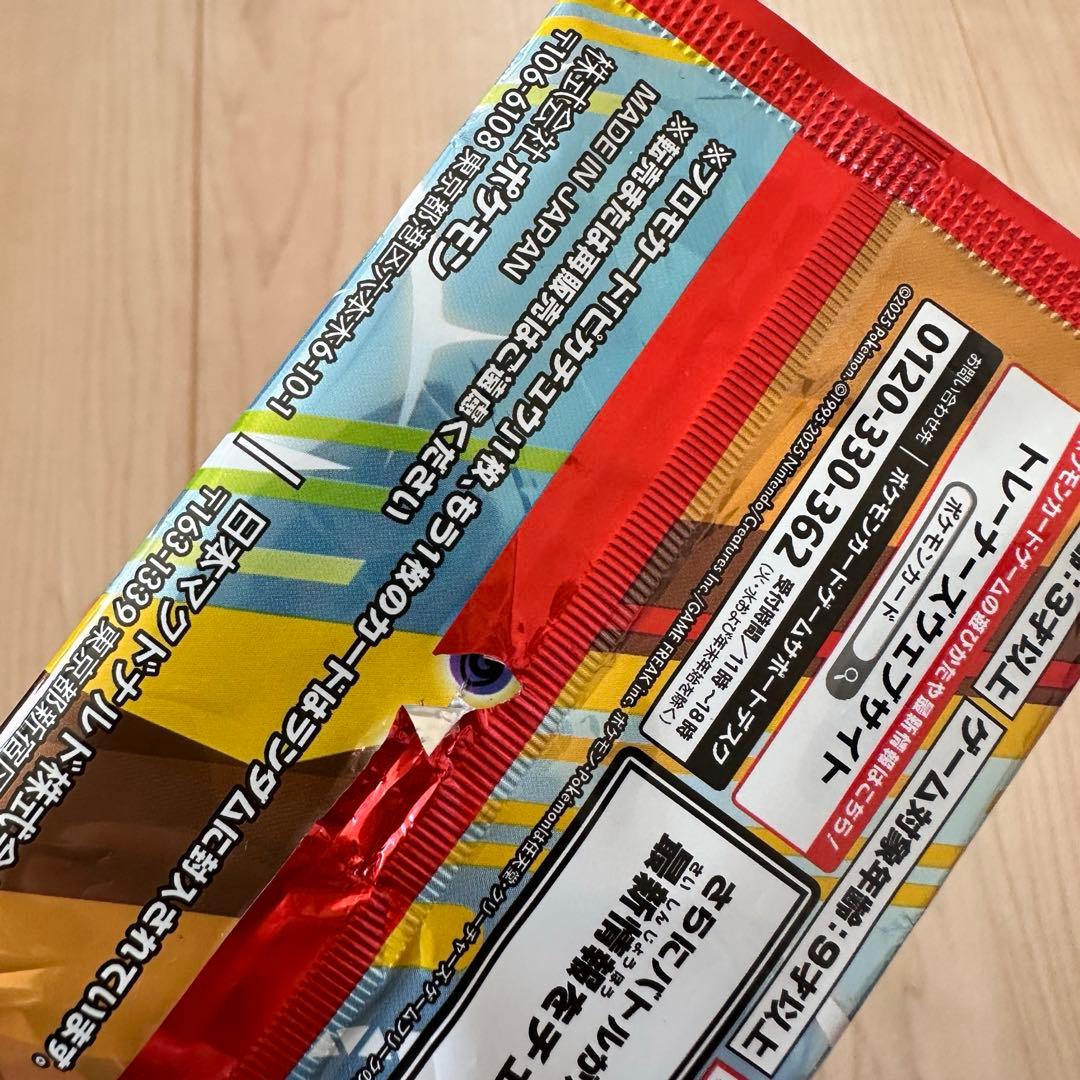 ※プロモカード「ピカチュウ」1枚、もう1枚のカードはランダムに封入されています。
※転売または再販売はご遠慮ください
MADE IN JAPAN
株式会社ポケモン
〒106-6108 東京都港区六本木6-10-1
日本マクドナルド株式会
〒163-1339 東京都新宿区
3才以上
ゲーム対象年齢：9才以上
モンカードゲームの遊びかたや最新情報はこちら！
トレーナーズウェブサイト
ポケモンカード
お問い合わせ先 ポケモンカードゲームサポートデスク
0120-330-362 受付時間/11時～18時
(火・水および年末年始を除く)
©2025 Pokémon. ©1995-2025 Nintendo/Creatures Inc./GAME FREAK inc.
ポケモン・Pokémonは任天堂・クリーチャーズ・ゲームフリークの
さらにバトルが
さいしんじょうほう
最新情報をチェ